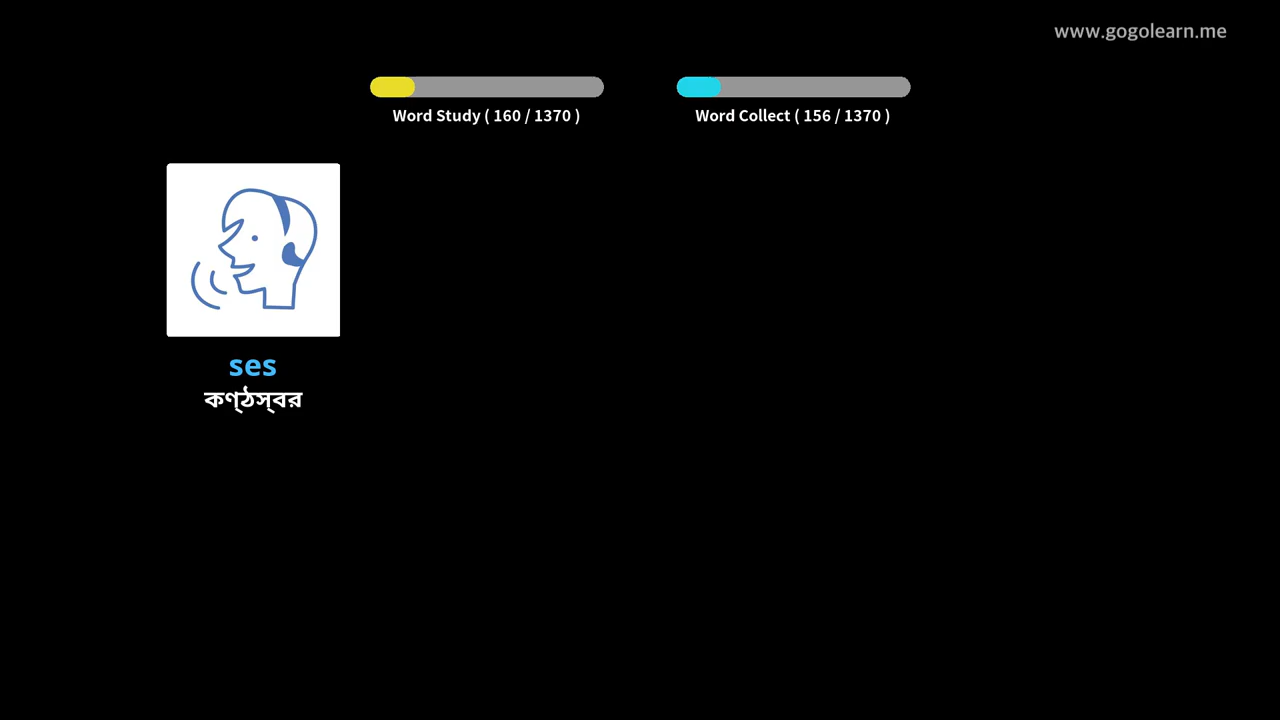 www.gogolearn.me
Word Study ( 160 / 1370 )
Word Collect ( 156 / 1370 )
ses
কণ্ঠস্বর